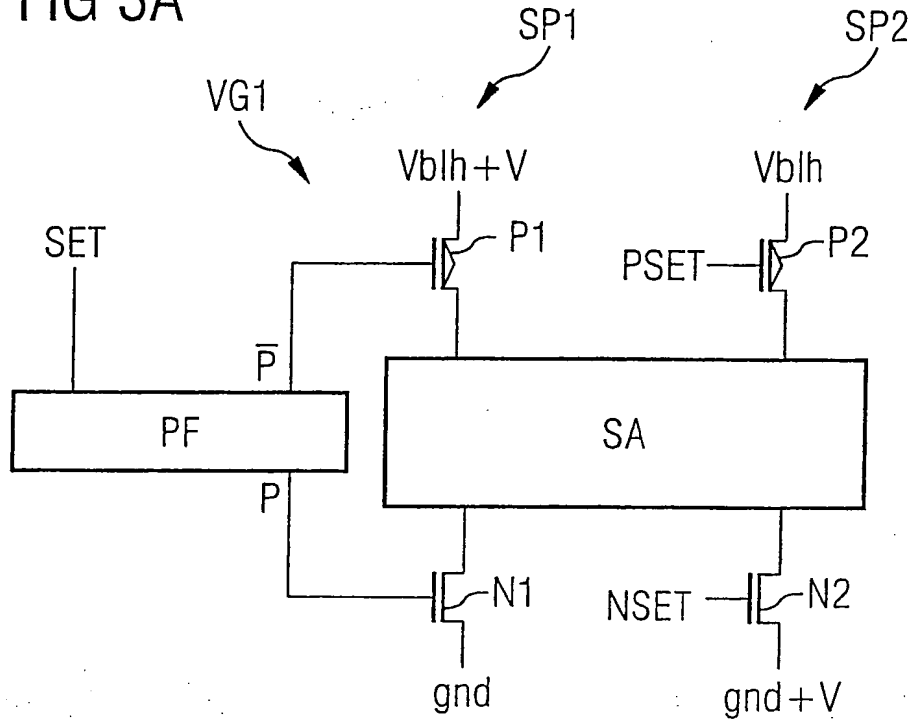 FIG 3A
SP1
SP2
VG1
Vblh+V
Vblh
SET
P1
PSET
P2
P̅
PF
SA
P
N1
NSET
N2
gnd
gnd+V